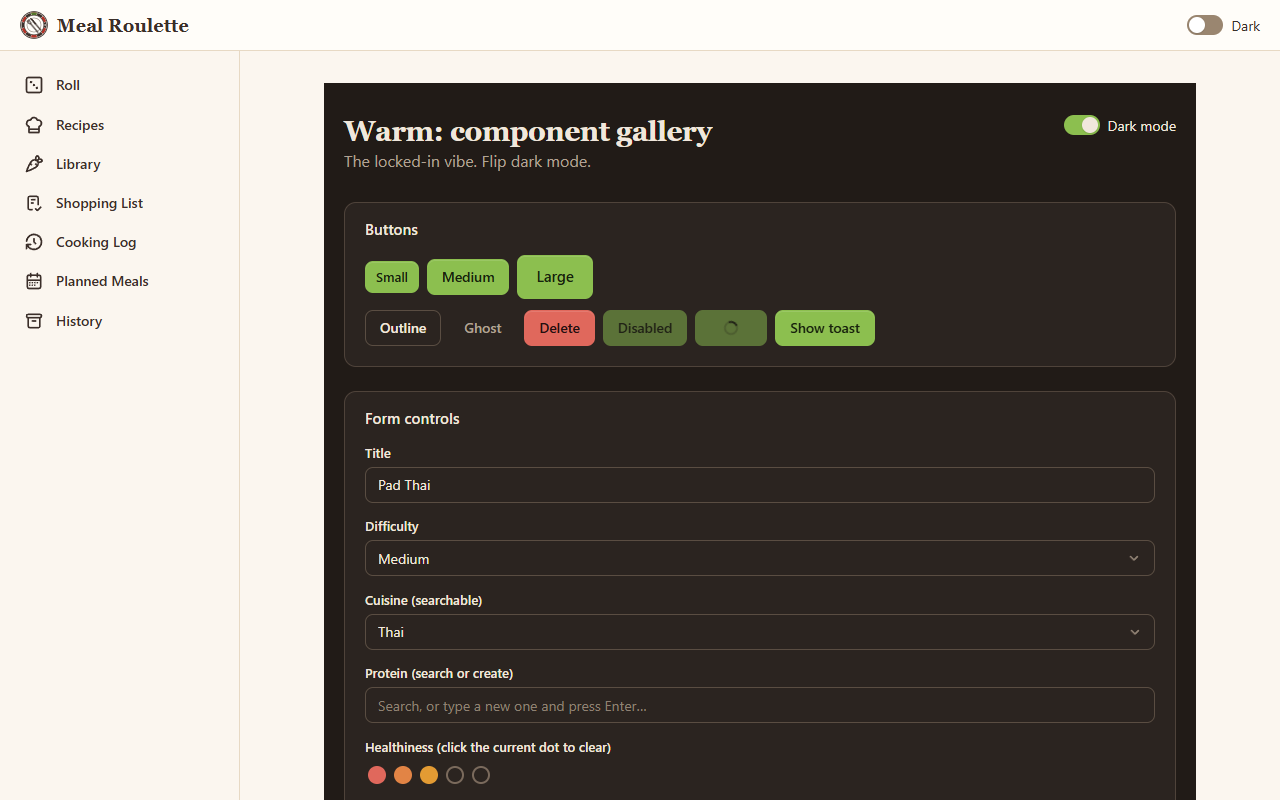 Meal Roulette
Dark
Roll
Recipes
Library
Shopping List
Cooking Log
Planned Meals
History
Warm: component gallery
Dark mode
The locked-in vibe. Flip dark mode.
Buttons
Small Medium Large
Outline Ghost Delete Disabled Show toast
Form controls
Title
Pad Thai
Difficulty
Medium
Cuisine (searchable)
Thai
Protein (search or create)
Search, or type a new one and press Enter...
Healthiness (click the current dot to clear)